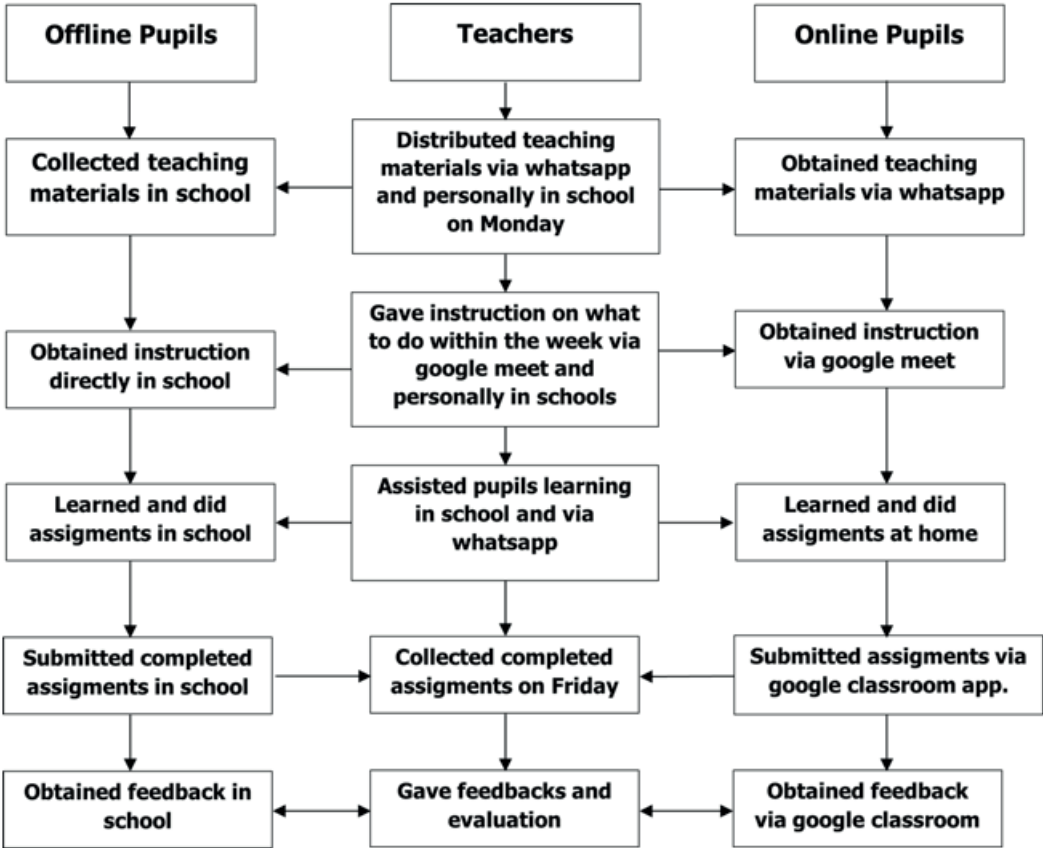 Offline Pupils
Teachers
Online Pupils
Collected teaching
materials in school
Distributed teaching
materials via whatsapp
and personally in school
on Monday
Obtained teaching
materials via whatsapp
Obtained instruction
directly in school
Gave instruction on what
to do within the week via
google meet and
personally in schools
Obtained instruction
via google meet
Learned and did
assigments in school
Assisted pupils learning
in school and via
whatsapp
Learned and did
assigments at home
Submitted completed
assigments in school
Collected completed
assigments on Friday
Submitted assigments via
google classroom app.
Obtained feedback in
school
Gave feedbacks and
evaluation
Obtained feedback
via google classroom